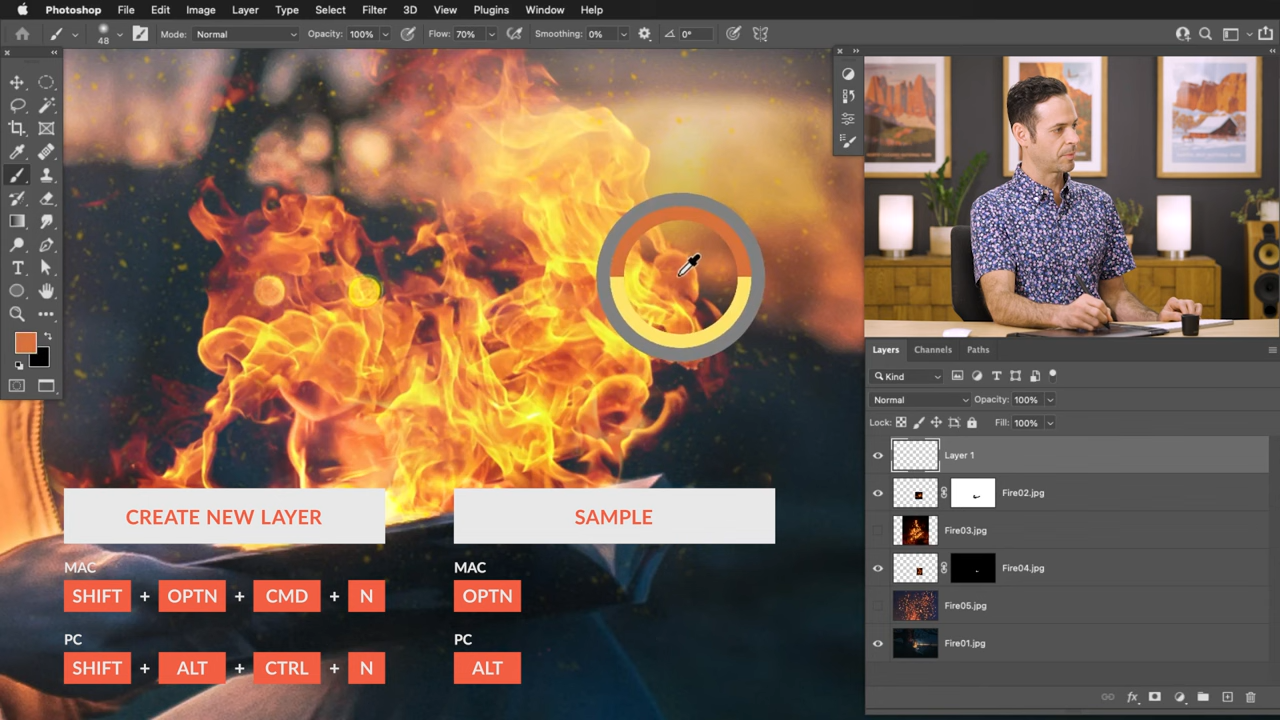 Photoshop File Edit Image Layer Type Select Filter 3D View Plugins Window Help
48 Mode: Normal Opacity: 100% Flow: 70% Smoothing: 0% 0°
Layers Channels Paths
Kind
Normal Opacity: 100%
Lock: Fill: 100%
Layer 1
Fire02.jpg
Fire03.jpg
Fire04.jpg
Fire05.jpg
Fire01.jpg
CREATE NEW LAYER
MAC
SHIFT + OPTN + CMD + N
PC
SHIFT + ALT + CTRL + N
SAMPLE
MAC
OPTN
PC
ALT